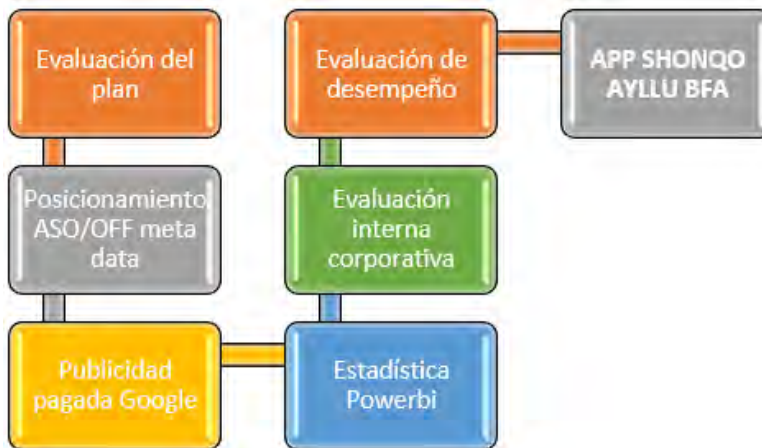 Evaluación del
plan
Posicionamiento
ASO/OFF meta
data
Publicidad
pagada Google
Estadística
Powerbi
Evaluación
interna
corporativa
Evaluación de
desempeño
APP SHONQO
AYLLU BFA